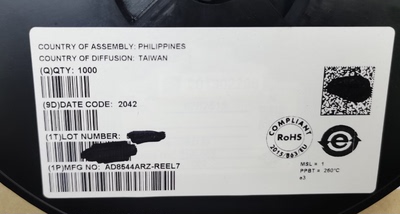 COUNTRY OF ASSEMBLY: PHILIPPINES
COUNTRY OF DIFFUSION: TAIWAN
(Q)QTY: 1000
(9D)DATE CODE: 2042
(1T)LOT NUMBER:
(1P)MFG NO: AD8544ARZ-REEL7
COMPLIANT
RoHS
2015/863/EU
e
MSL = 1
PPBT = 260°C
e3